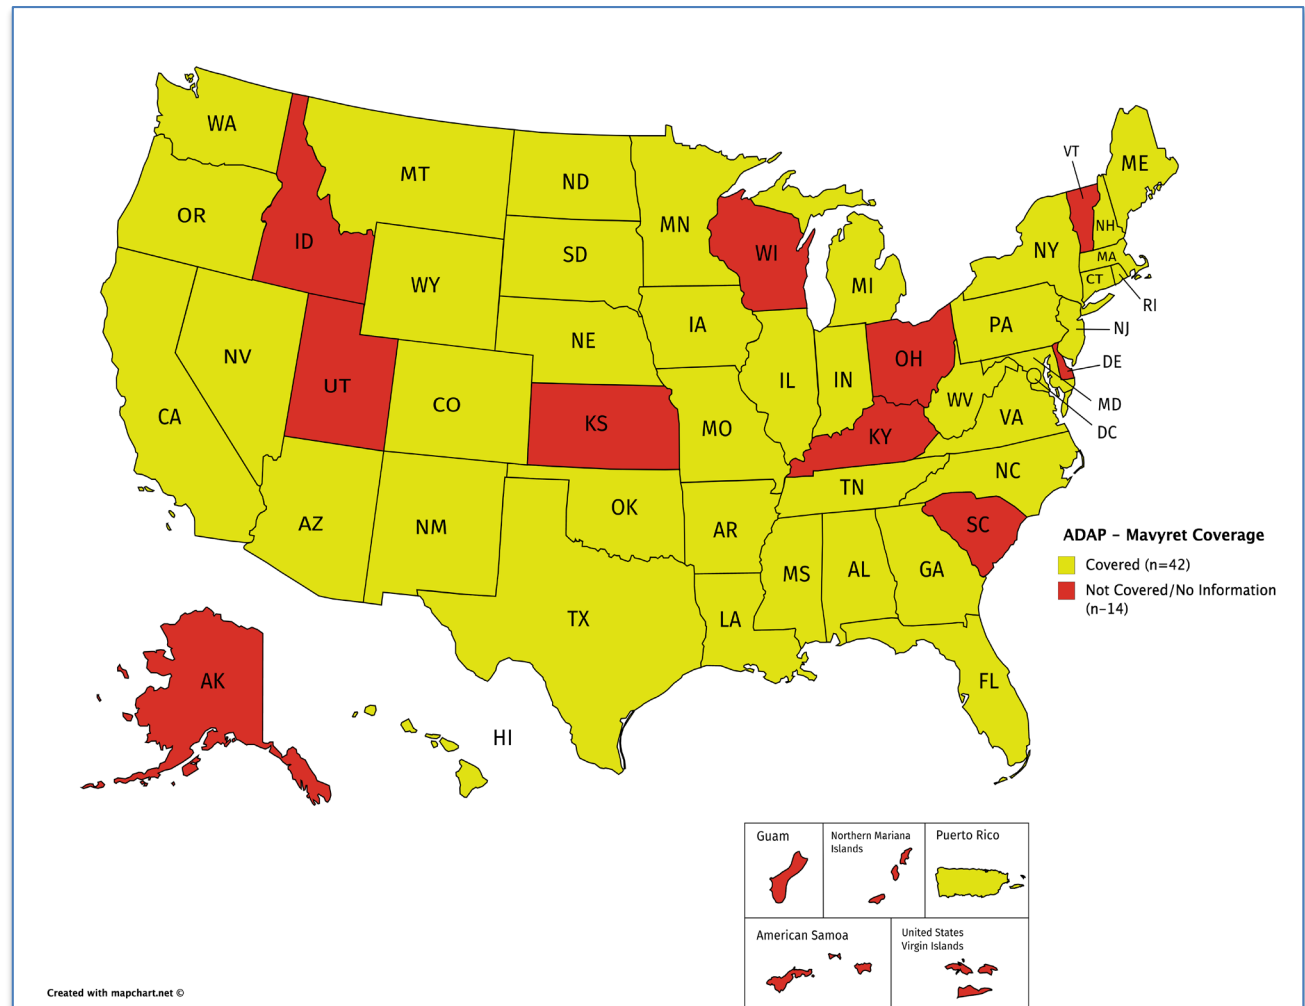 WA
MT
ND
MN
ME
VT
OR
ID
SD
WI
MI
NY
NH
MA
CT
RI
WY
IA
PA
NJ
NE
NV
UT
CO
IL
IN
OH
DE
MD
DC
WV
VA
CA
KS
MO
KY
NC
TN
AZ
NM
OK
AR
SC
MS
AL
GA
TX
LA
FL
AK
HI
ADAP – Mavyret Coverage
Covered (n=42)
Not Covered/No Information
(n-14)
Guam
Northern Mariana
Islands
Puerto Rico
American Samoa
United States
Virgin Islands
Created with mapchart.net ©